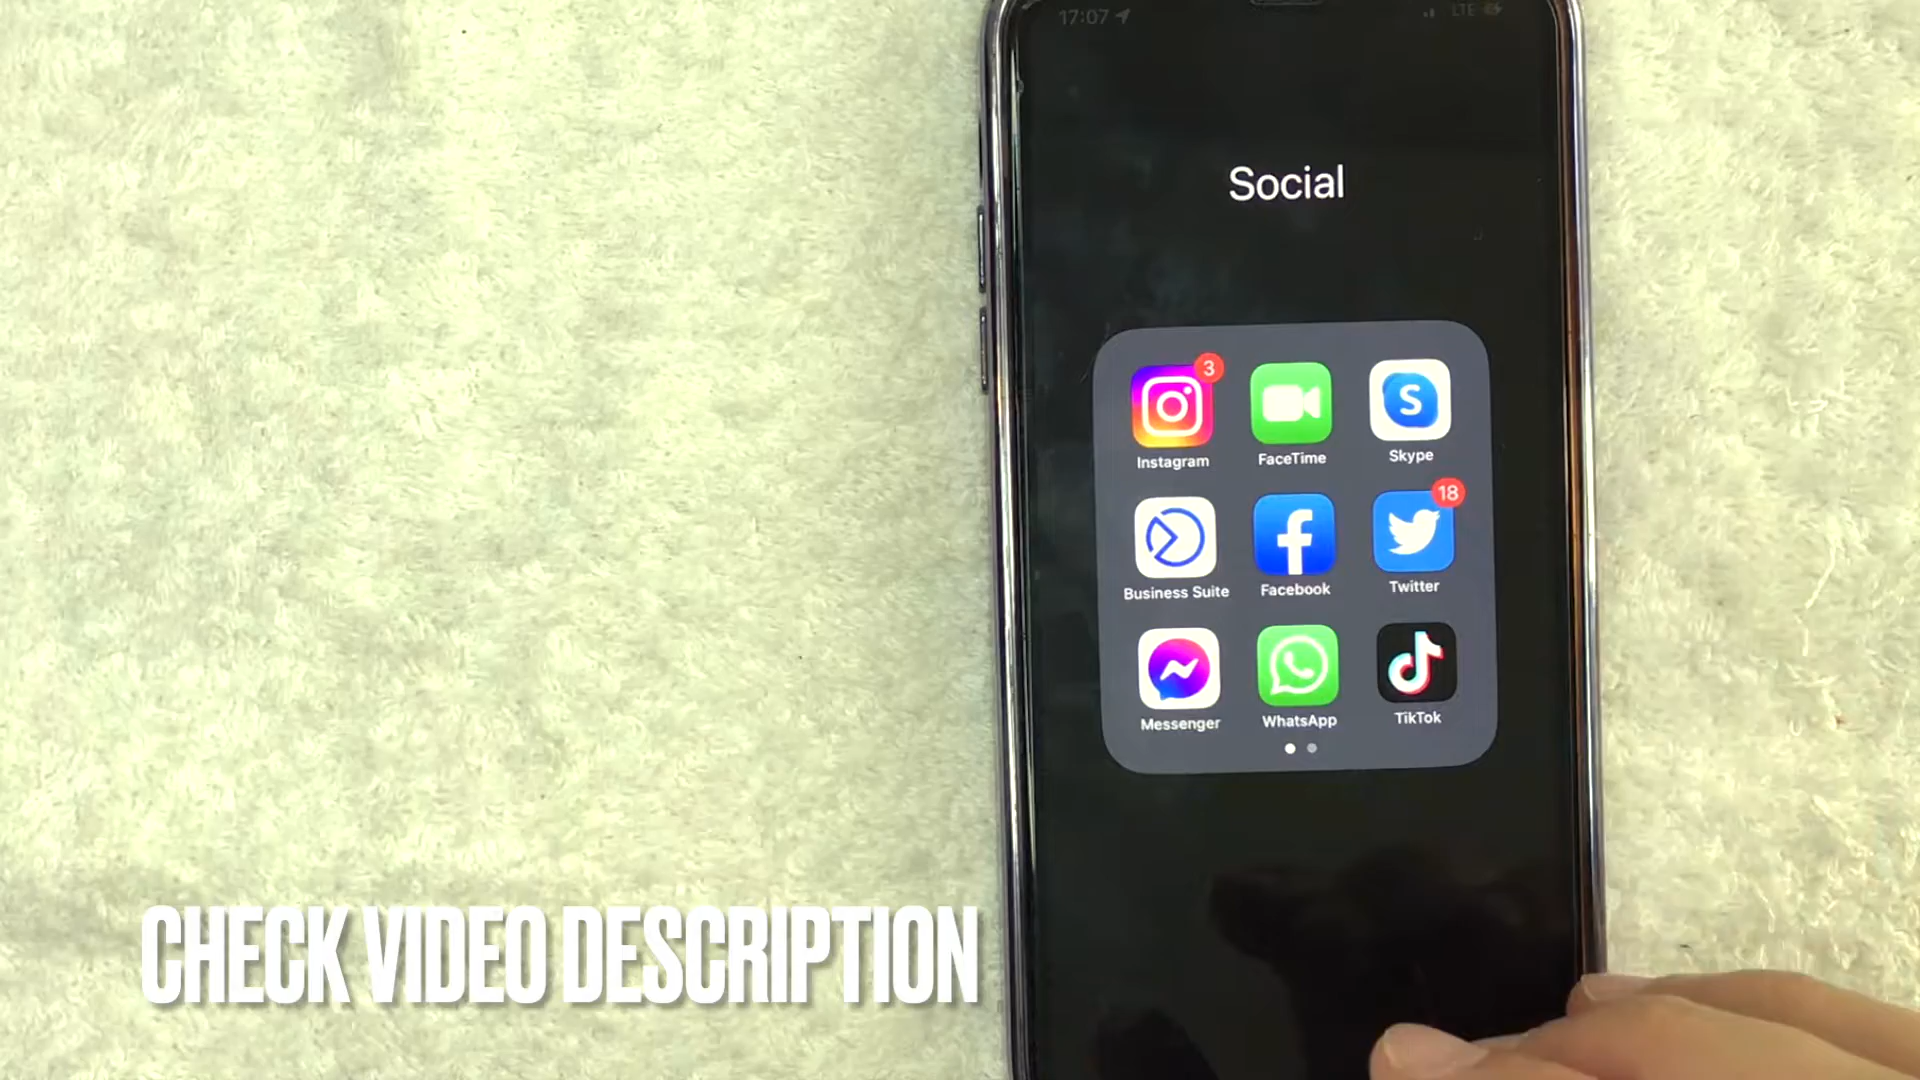 17:07
LTE
Social
3
Instagram
FaceTime
S
Skype
18
Business Suite
Facebook
Twitter
Messenger
WhatsApp
TikTok
CHECK VIDEO DESCRIPTION